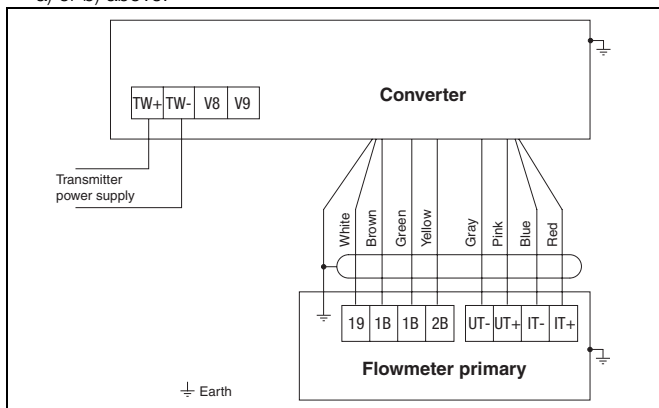 a) or b) above.
Converter
TW+ TW- V8 V9
Transmitter
power supply
White
Brown
Green
Yellow
Gray
Pink
Blue
Red
19 1B 1B 2B UT- UT+ IT- IT+
Flowmeter primary
Earth